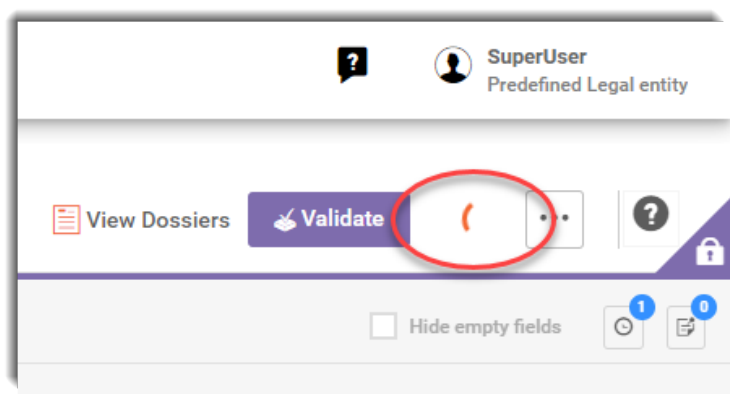 ?
SuperUser
Predefined Legal entity
View Dossiers
Validate
...
?
Hide empty fields
1
0